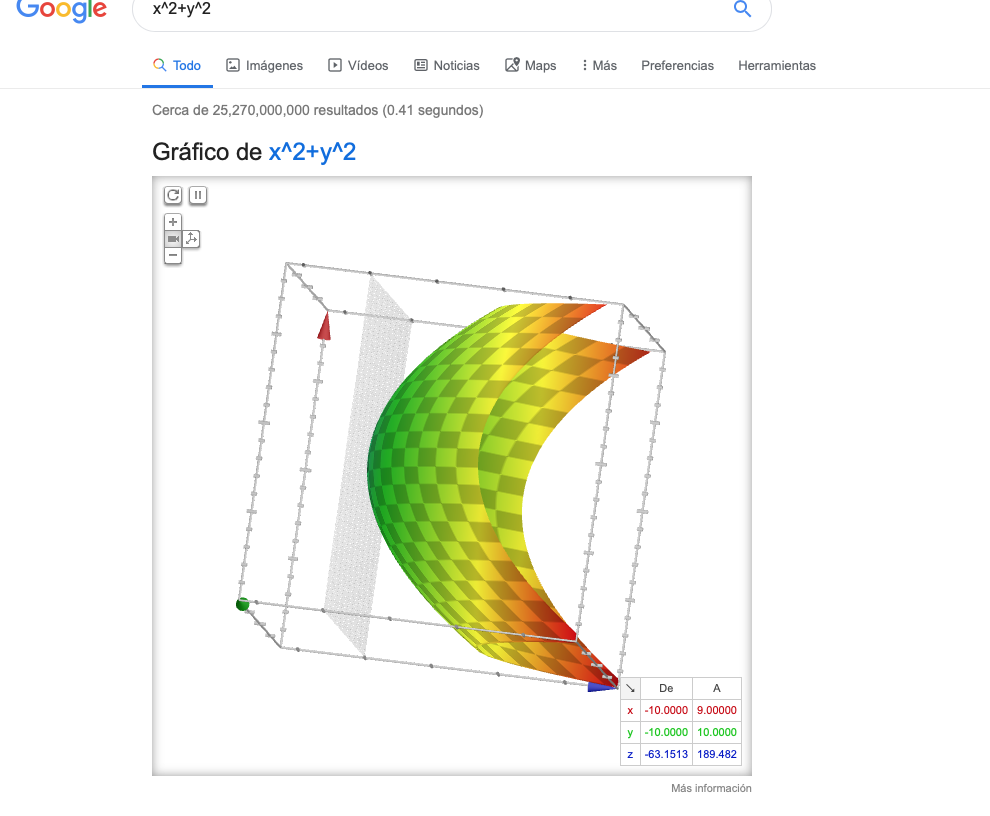 Google
x^2+y^2
Todo Imágenes Vídeos Noticias Maps Más Preferencias Herramientas
Cerca de 25,270,000,000 resultados (0.41 segundos)
Gráfico de x^2+y^2
De A
x -10.0000 9.00000
y -10.0000 10.0000
z -63.1513 189.482
Más información